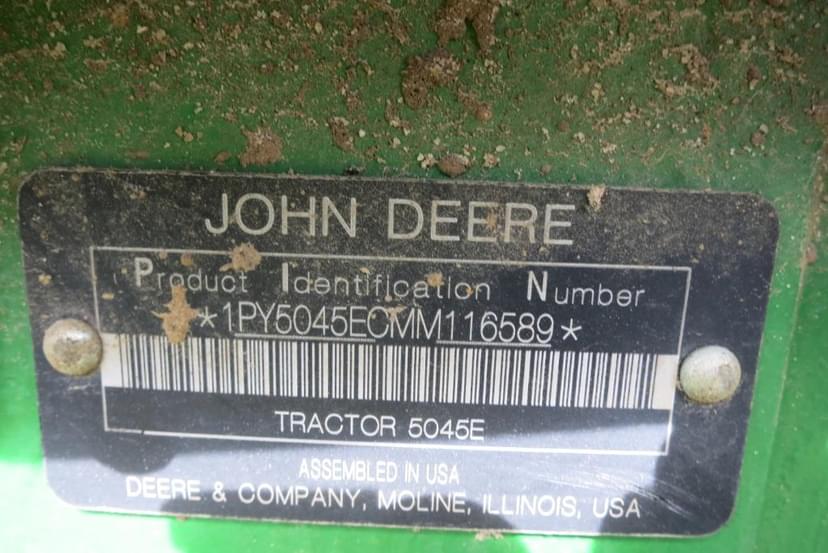 JOHN DEERE
Product Identification Number
*1PY5045ECMM116589*
TRACTOR 5045E
ASSEMBLED IN USA
DEERE & COMPANY, MOLINE, ILLINOIS, USA